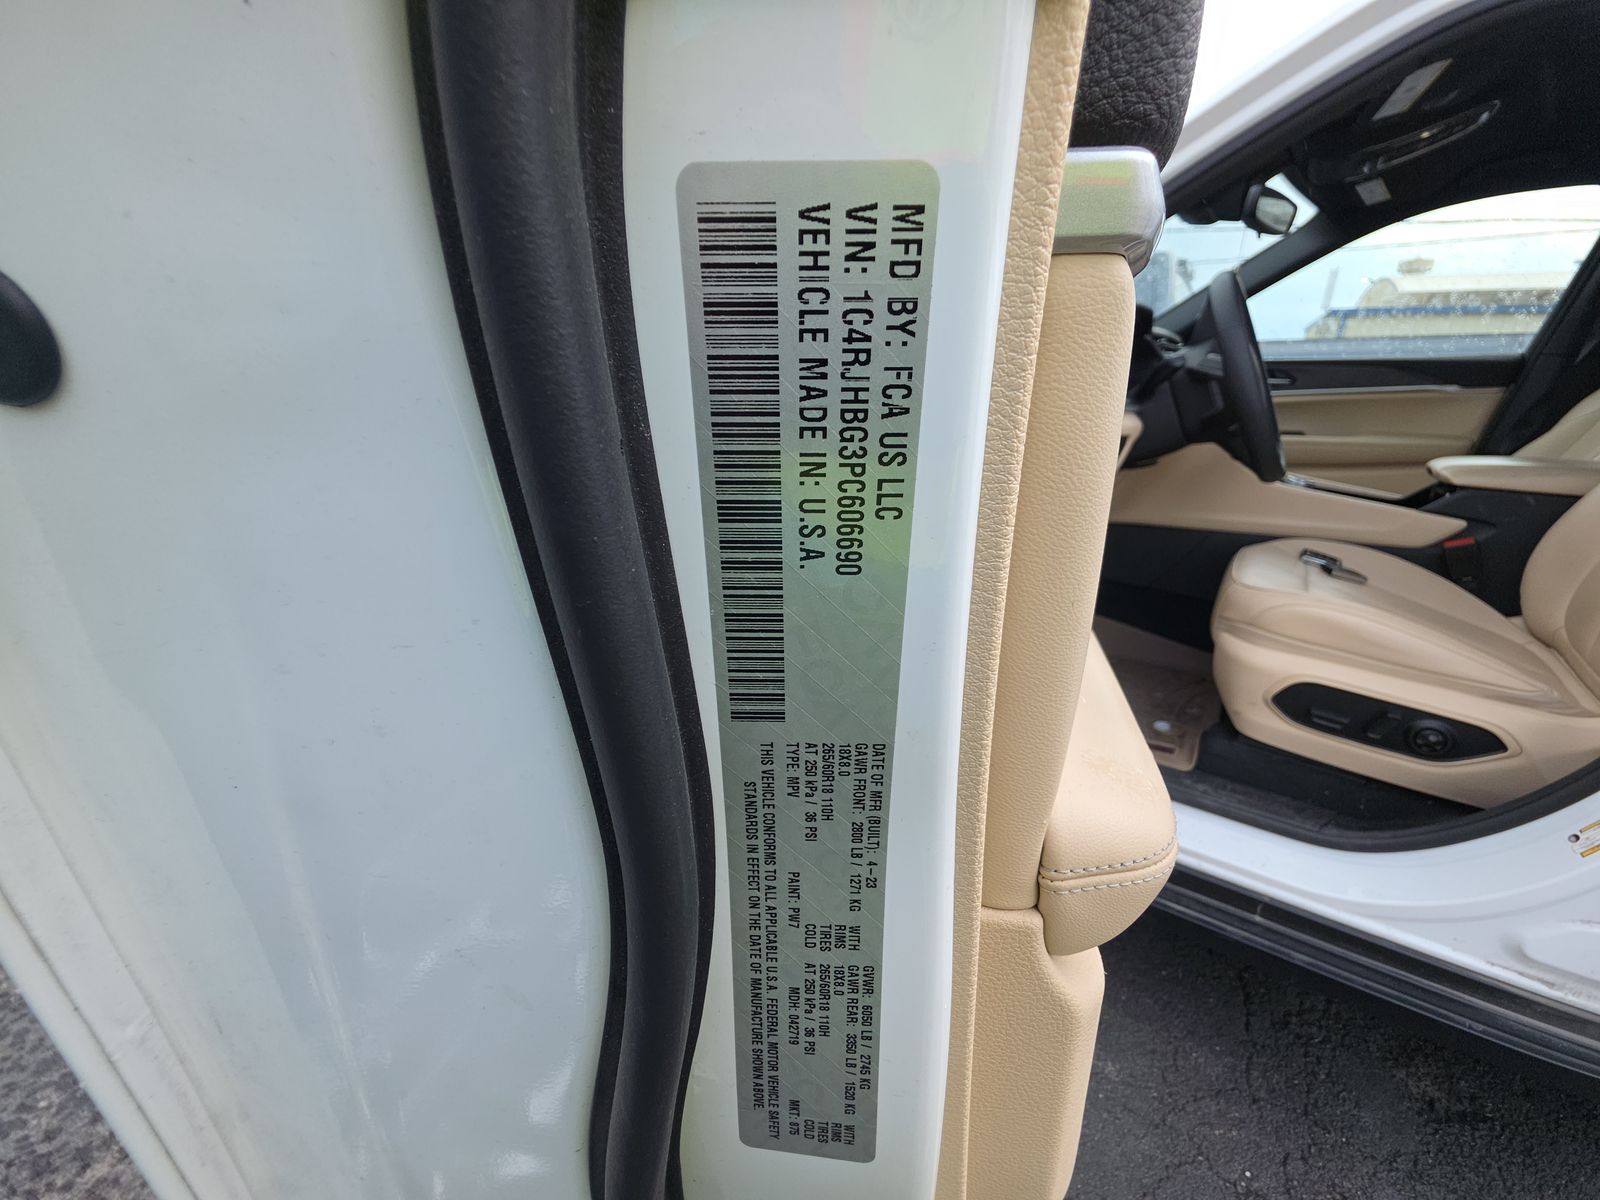 MFD BY: FCA US LLC
VIN: 1C4RJHBG3PC606690
VEHICLE MADE IN: U.S.A.
DATE OF MFR (BUILT): 4-23 GVWR: 6050 LB / 2745 KG
GAWR FRONT: 2800 LB / 1271 KG WITH GAWR REAR: 3350 LB / 1520 KG WITH
18X8.0 RIMS 18X8.0 RIMS
265/60R18 110H TIRES 265/60R18 110H TIRES
AT 250 kPa / 36 PSI COLD AT 250 kPa / 36 PSI COLD
TYPE: MPV PAINT: PW7 MDH: 042719 MKT: 875
THIS VEHICLE CONFORMS TO ALL APPLICABLE U.S.A. FEDERAL MOTOR VEHICLE SAFETY
STANDARDS IN EFFECT ON THE DATE OF MANUFACTURE SHOWN ABOVE.